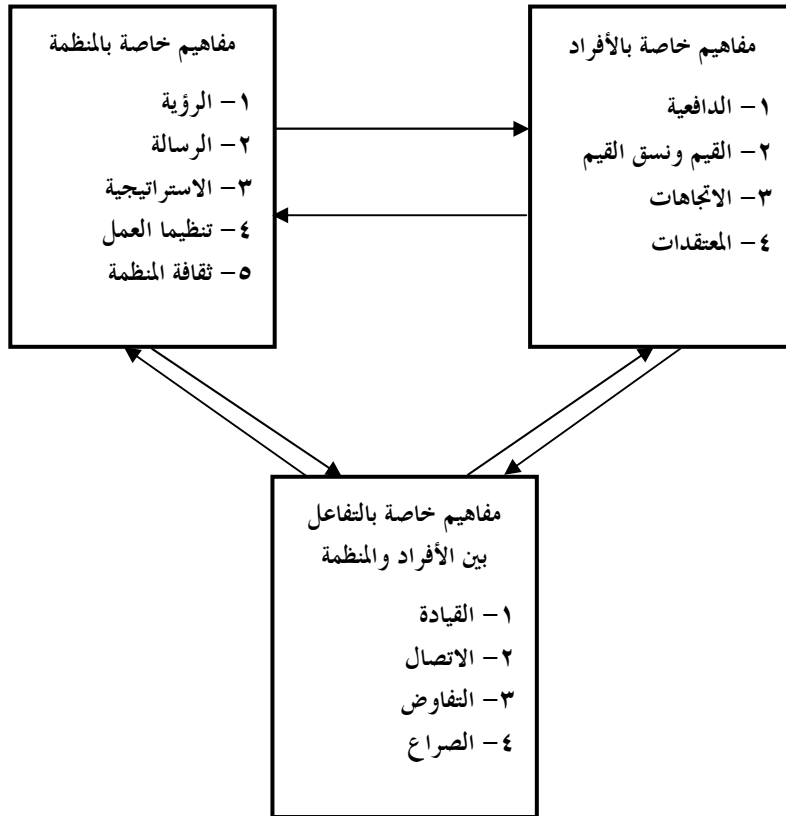 مفاهيم خاصة بالأفراد
١- الدافعية
٢- القيم ونسق القيم
٣- الاتجاهات
٤- المعتقدات
مفاهيم خاصة بالمنظمة
١- الرؤية
٢- الرسالة
٣- الاستراتيجية
٤- تنظيما العمل
٥- ثقافة المنظمة
مفاهيم خاصة بالتفاعل
بين الأفراد والمنظمة
١- القيادة
٢- الاتصال
٣- التفاوض
٤- الصراع